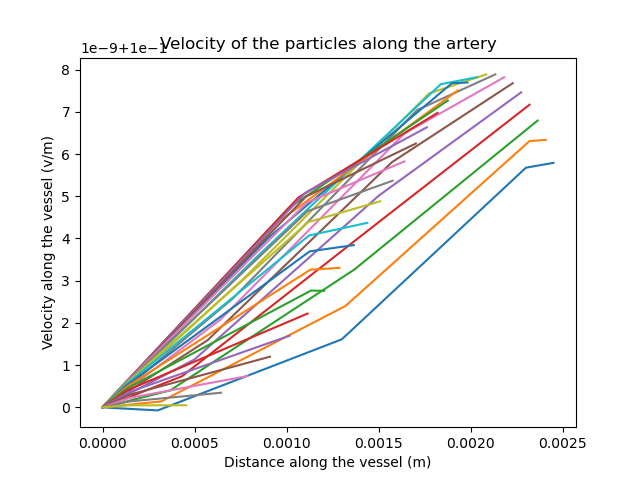 Velocity of the particles along the artery
1e−9+1e−1
8
7
6
5
4
3
2
1
0
Velocity along the vessel (v/m)
0.0000 0.0005 0.0010 0.0015 0.0020 0.0025
Distance along the vessel (m)